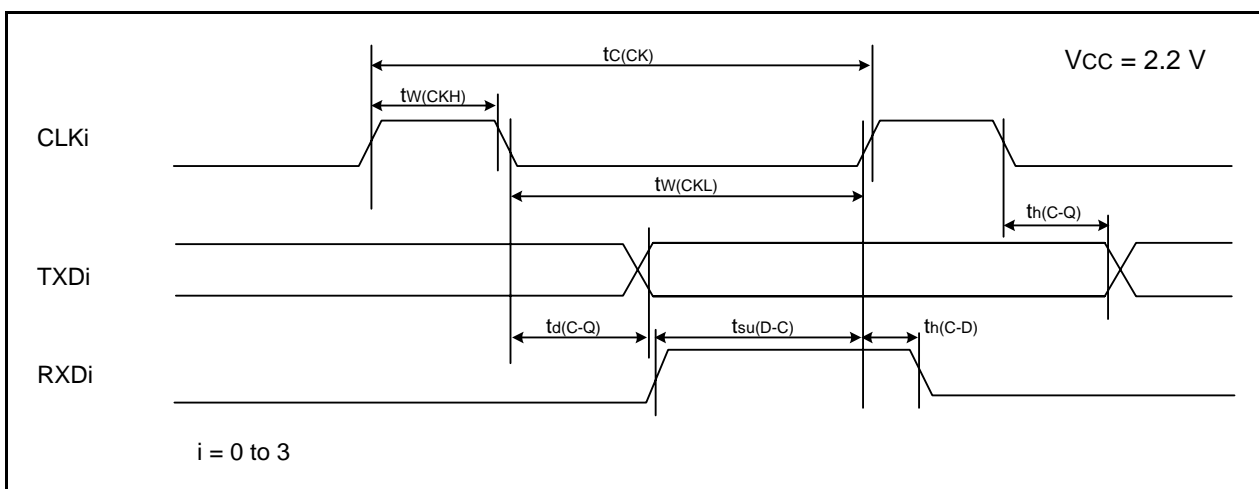 tC(CK)
VCC = 2.2 V
tW(CKH)
CLKi
tW(CKL)
th(C-Q)
TXDi
td(C-Q)
tsu(D-C)
th(C-D)
RXDi
i = 0 to 3